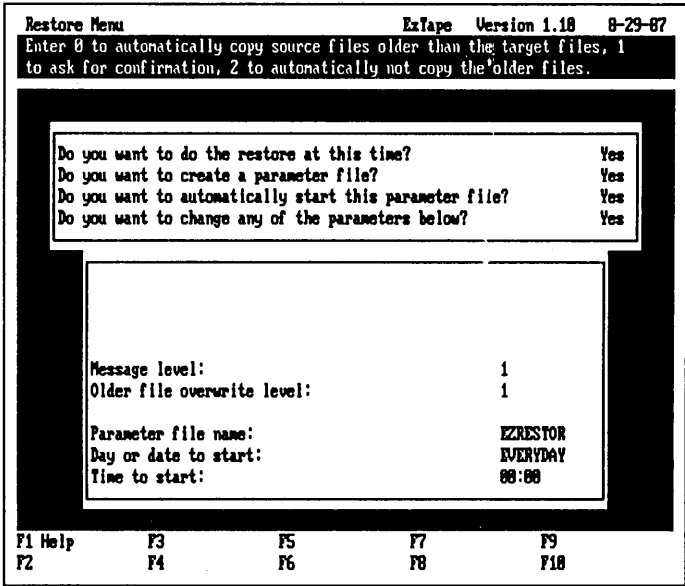 Restore Menu EzTape Version 1.10 8-29-87
Enter 0 to automatically copy source files older than the target files, 1
to ask for confirmation, 2 to automatically not copy the older files.
Do you want to do the restore at this time? Yes
Do you want to create a parameter file? Yes
Do you want to automatically start this parameter file? Yes
Do you want to change any of the parameters below? Yes
Message level: 1
Older file overwrite level: 1
Parameter file name: EZRESTOR
Day or date to start: EVERYDAY
Time to start: 00:00
F1 Help F3 F5 F7 F9
F2 F4 F6 F8 F10